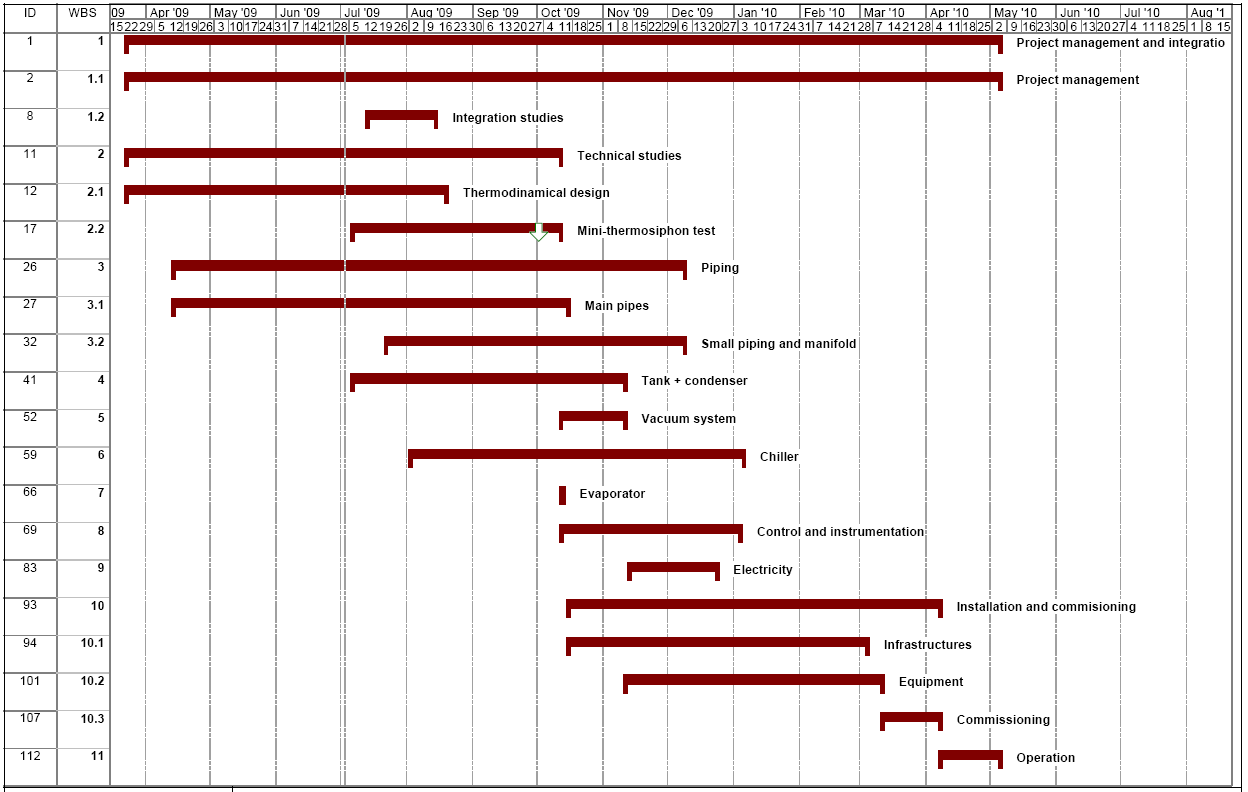 ID WBS 09 Apr '09 May '09 Jun '09 Jul '09 Aug '09 Sep '09 Oct '09 Nov '09 Dec '09 Jan '10 Feb '10 Mar '10 Apr '10 May '10 Jun '10 Jul '10 Aug '1
15 22 29 5 12 19 26 3 10 17 24 31 7 14 21 28 5 12 19 26 2 9 16 23 30 6 13 20 27 4 11 18 25 1 8 15 22 29 6 13 20 27 3 10 17 24 31 7 14 21 28 7 14 21 28 4 11 18 25 2 9 16 23 30 6 13 20 27 4 11 18 25 1 8 15
1 1 Project management and integratio
2 1.1 Project management
8 1.2 Integration studies
11 2 Technical studies
12 2.1 Thermodinamical design
17 2.2 Mini-thermosiphon test
26 3 Piping
27 3.1 Main pipes
32 3.2 Small piping and manifold
41 4 Tank + condenser
52 5 Vacuum system
59 6 Chiller
66 7 Evaporator
69 8 Control and instrumentation
83 9 Electricity
93 10 Installation and commisioning
94 10.1 Infrastructures
101 10.2 Equipment
107 10.3 Commissioning
112 11 Operation